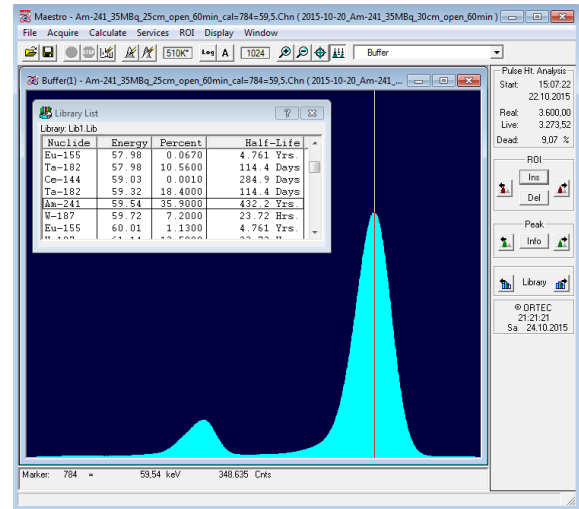 Maestro - Am-241_35MBq_25cm_open_60min_cal=784=59,5.Chn ( 2015-10-20_Am-241_35MBq_30cm_open_60min )
File Acquire Calculate Services ROI Display Window
STOP 510K* Log A 1024 Buffer
Buffer(1) - Am-241_35MBq_25cm_open_60min_cal=784=59,5.Chn ( 2015-10-20_Am-241_35MBq_...
Library List
Library: Lib1.Lib
Nuclide Energy Percent Half-Life
Eu-155 57.98 0.0670 4.761 Yrs.
Ta-182 57.98 10.5600 114.4 Days
Ce-144 59.03 0.0010 284.9 Days
Ta-182 59.32 18.4000 114.4 Days
Am-241 59.54 35.9000 432.2 Yrs.
W-187 59.72 7.2000 23.72 Hrs.
Eu-155 60.01 1.1300 4.761 Yrs.
Pulse Ht. Analysis
Start: 15:07:22
22.10.2015
Real: 3.600,00
Live: 3.273,52
Dead: 9,07 %
ROI
Ins
Del
Peak
Info
Library
© ORTEC
21:21:21
Sa 24.10.2015
Marker: 784 = 59,54 keV 348.635 Cnts